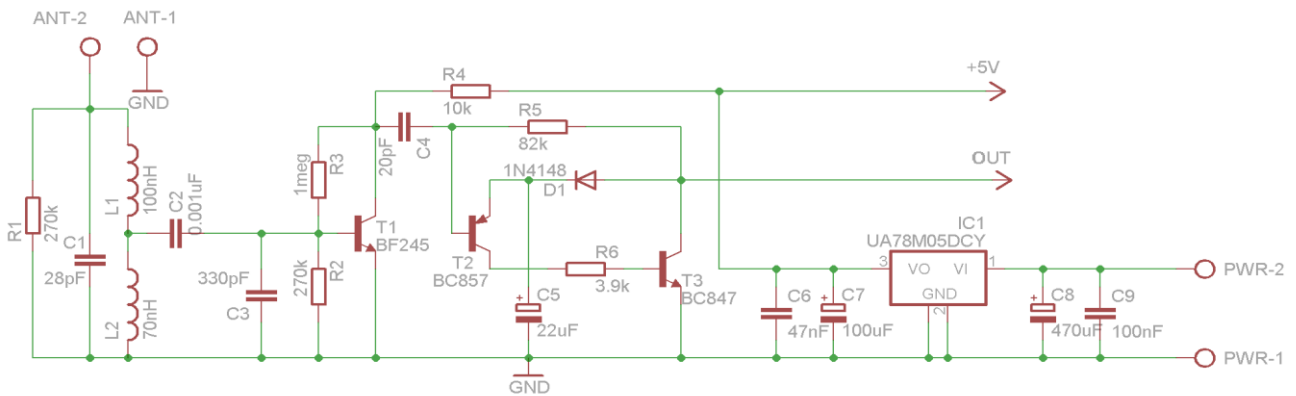 ANT-2
ANT-1
GND
R4
10k
+5V
R5
82k
1meg
R3
20pF
C4
OUT
1N4148
D1
R1
270k
C1
28pF
L1
100nH
C2
0.001uF
L2
70nH
330pF
C3
270k
R2
T1
BF245
T2
BC857
R6
3.9k
T3
BC847
C5
22uF
IC1
UA78M05DCY
3
VO
VI
1
GND
2
C6
47nF
C7
100uF
C8
470uF
C9
100nF
PWR-2
PWR-1
GND
+
+
+